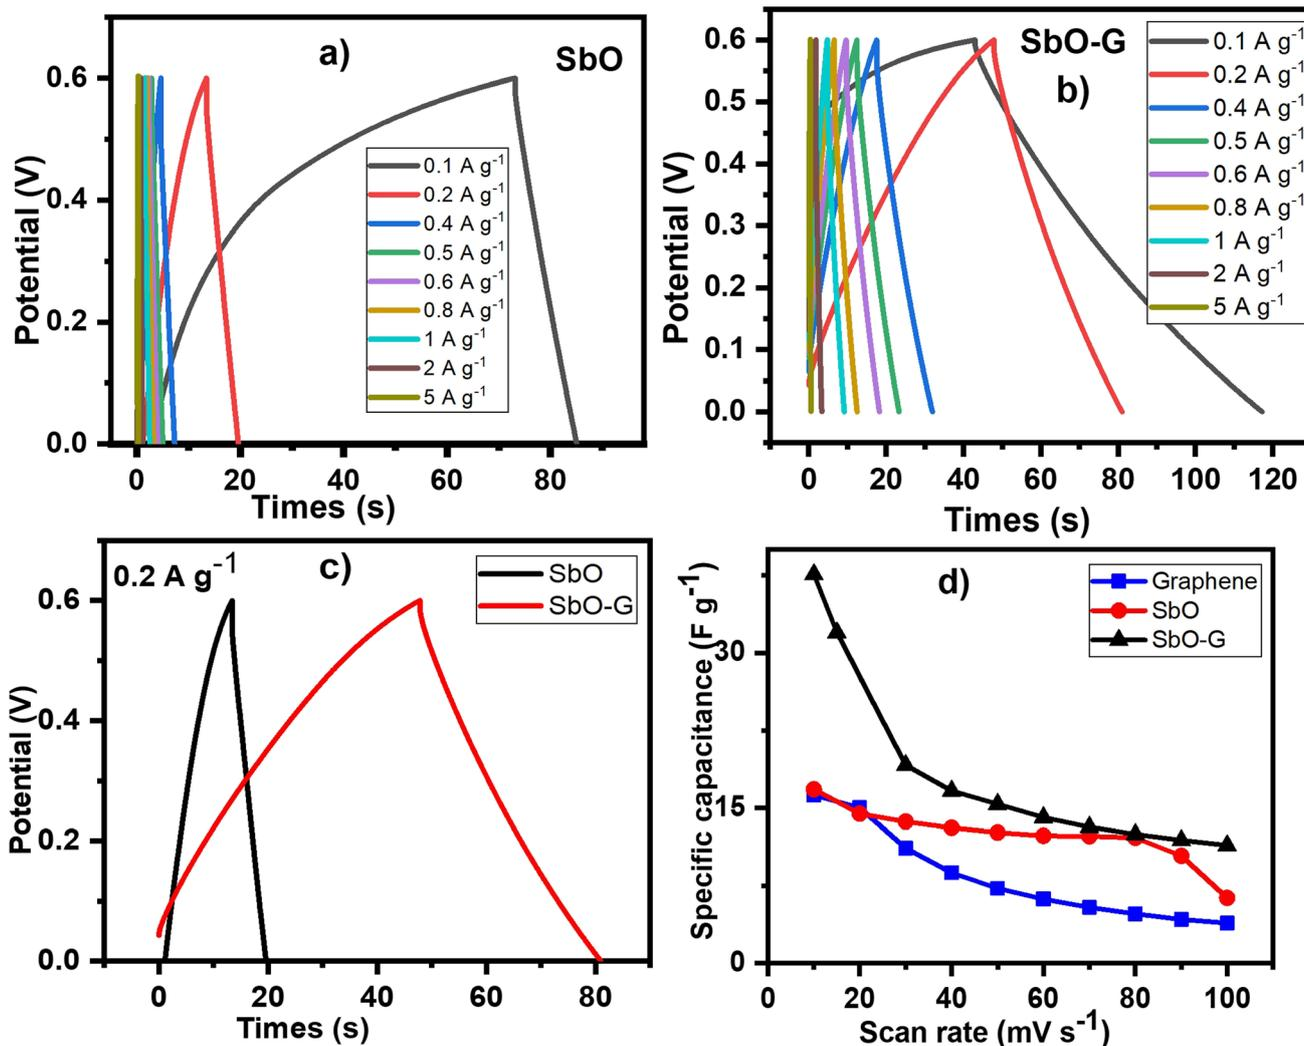 a)
SbO
0.6
0.4
0.2
0.0
Potential (V)
0.1 A g-1
0.2 A g-1
0.4 A g-1
0.5 A g-1
0.6 A g-1
0.8 A g-1
1 A g-1
2 A g-1
5 A g-1
0 20 40 60 80
Times (s)
SbO-G
b)
0.6
0.5
0.4
0.3
0.2
0.1
0.0
Potential (V)
0.1 A g-1
0.2 A g-1
0.4 A g-1
0.5 A g-1
0.6 A g-1
0.8 A g-1
1 A g-1
2 A g-1
5 A g-1
0 20 40 60 80 100 120
Times (s)
0.2 A g-1
c)
SbO
SbO-G
0.6
0.4
0.2
0.0
Potential (V)
0 20 40 60 80
Times (s)
d)
Graphene
SbO
SbO-G
30
15
0
Specific capacitance (F g-1)
0 20 40 60 80 100
Scan rate (mV s-1)